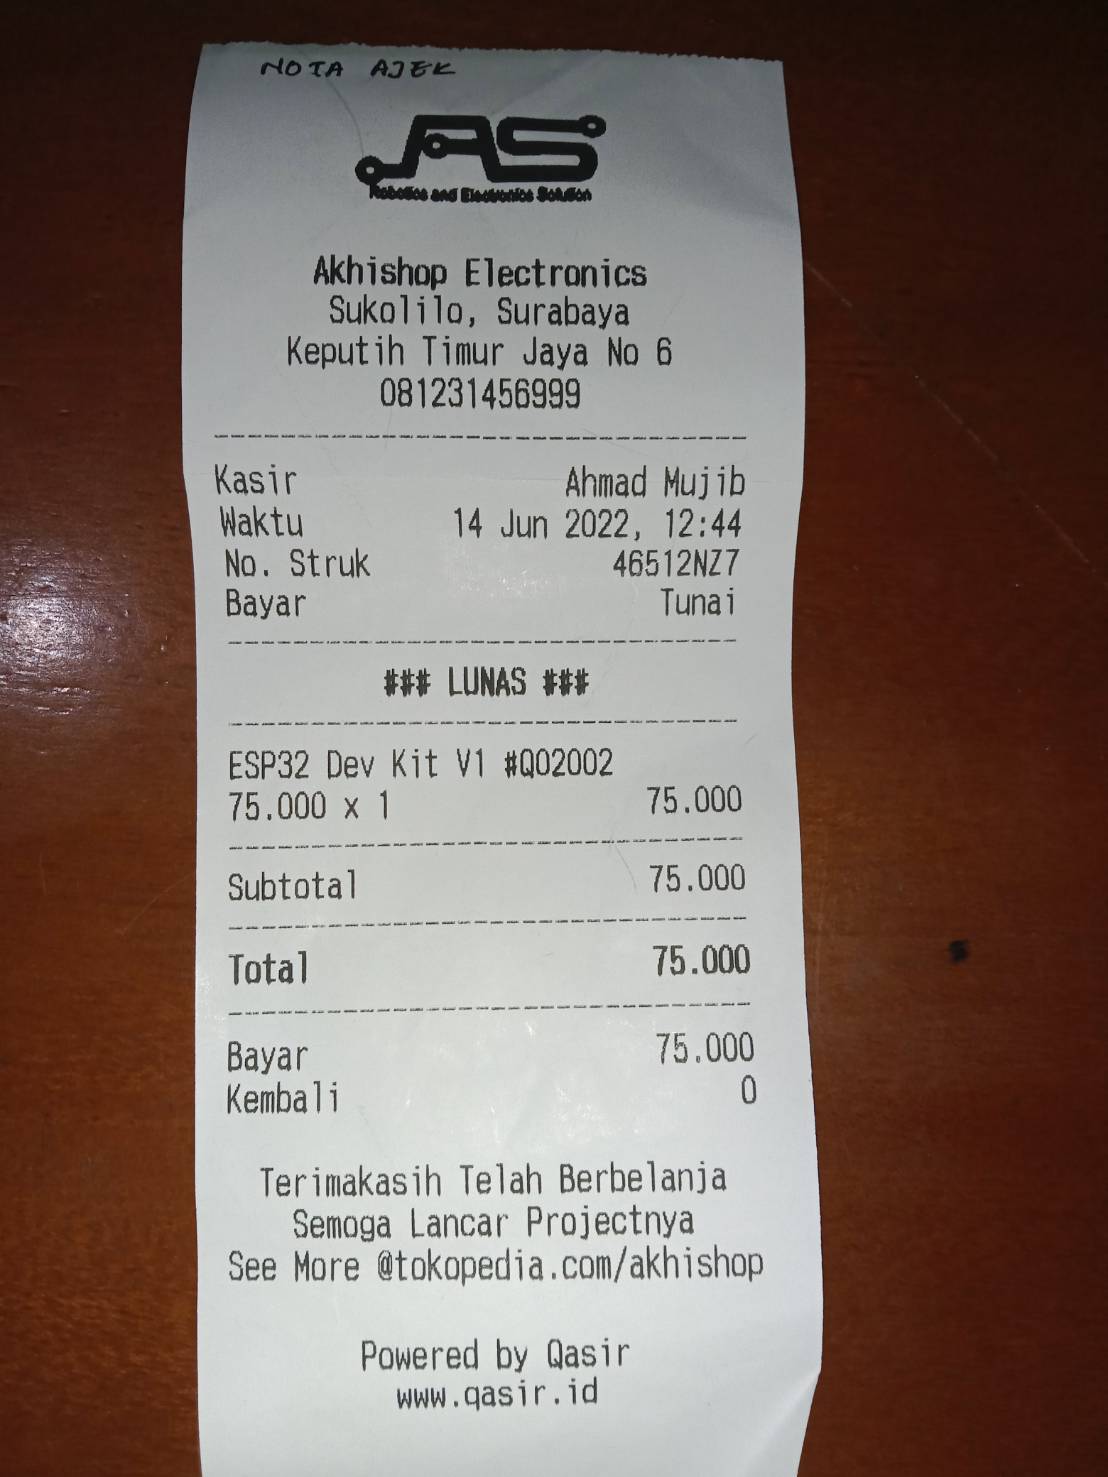 NOTA AJEK
AS
Robotics and Electronics Solution
Akhishop Electronics
Sukolilo, Surabaya
Keputih Timur Jaya No 6
081231456999
Kasir Ahmad Mujib
Waktu 14 Jun 2022, 12:44
No. Struk 46512NZ7
Bayar Tunai
### LUNAS ###
ESP32 Dev Kit V1 #Q02002
75.000 x 1 75.000
Subtotal 75.000
Total 75.000
Bayar 75.000
Kembali 0
Terimakasih Telah Berbelanja
Semoga Lancar Projectnya
See More @tokopedia.com/akhishop
Powered by Qasir
www.qasir.id